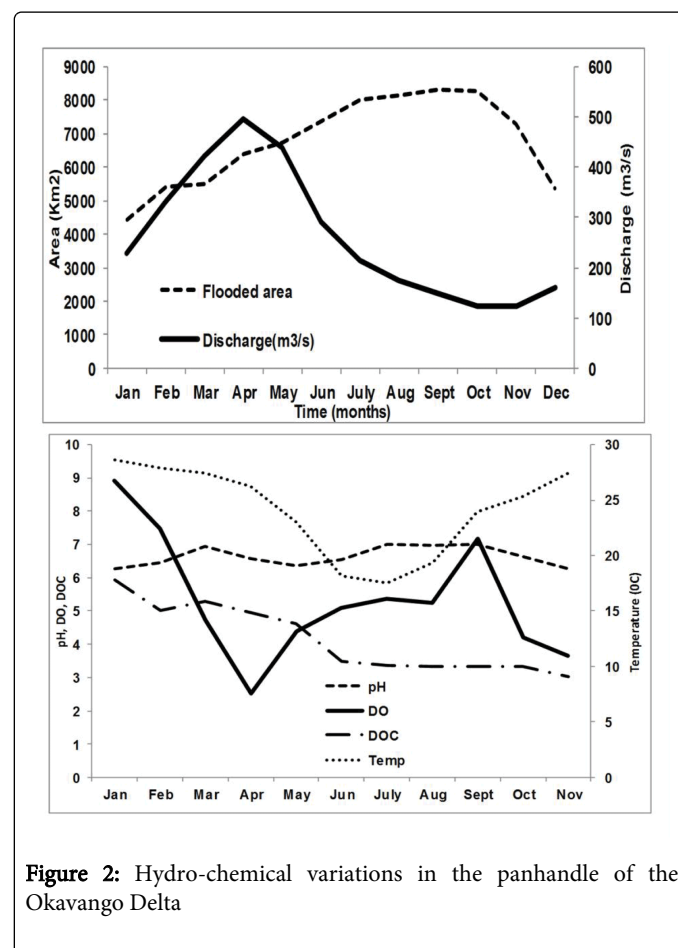 9000
8000
7000
6000
5000
4000
3000
2000
1000
0
Area (Km2)
600
500
400
300
200
100
0
Discharge (m3/s)
Flooded area
Discharge(m3/s)
Jan Feb Mar Apr May Jun July Aug Sept Oct Nov Dec
Time (months)
10
9
8
7
6
5
4
3
2
1
0
pH, DO, DOC
30
25
20
15
10
5
0
Temperature (0C)
pH
DO
DOC
Temp
Jan Feb Mar Apr May Jun July Aug Sept Oct Nov
Figure 2: Hydro-chemical variations in the panhandle of the
Okavango Delta